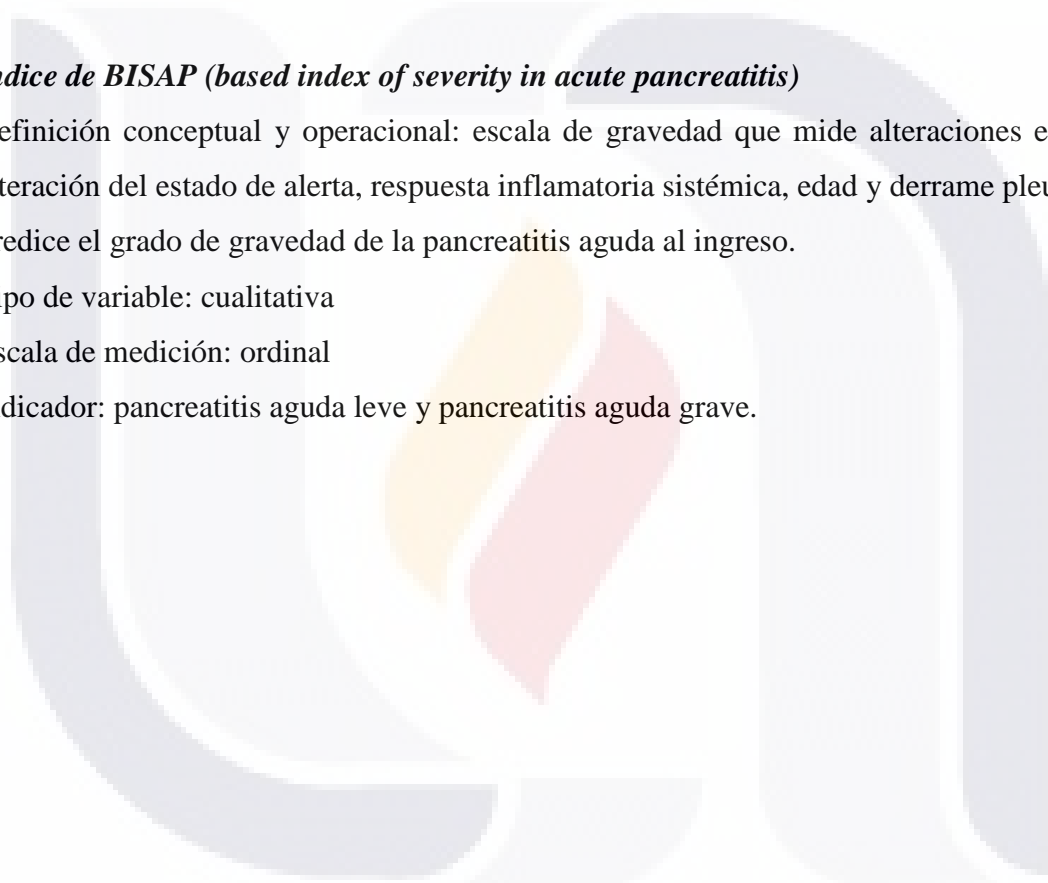 ndice de BISAP (based index of severity in acute pancreatitis)
efinición conceptual y operacional: escala de gravedad que mide alteraciones e
teración del estado de alerta, respuesta inflamatoria sistémica, edad y derrame pleu
redice el grado de gravedad de la pancreatitis aguda al ingreso.
ipo de variable: cualitativa
scala de medición: ordinal
dicador: pancreatitis aguda leve y pancreatitis aguda grave.